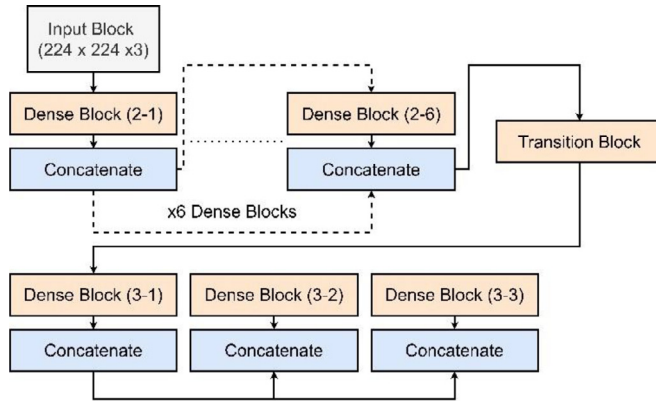 Input Block
(224 x 224 x3)
Dense Block (2-1)
Dense Block (2-6)
Transition Block
Concatenate
Concatenate
x6 Dense Blocks
Dense Block (3-1)
Dense Block (3-2)
Dense Block (3-3)
Concatenate
Concatenate
Concatenate